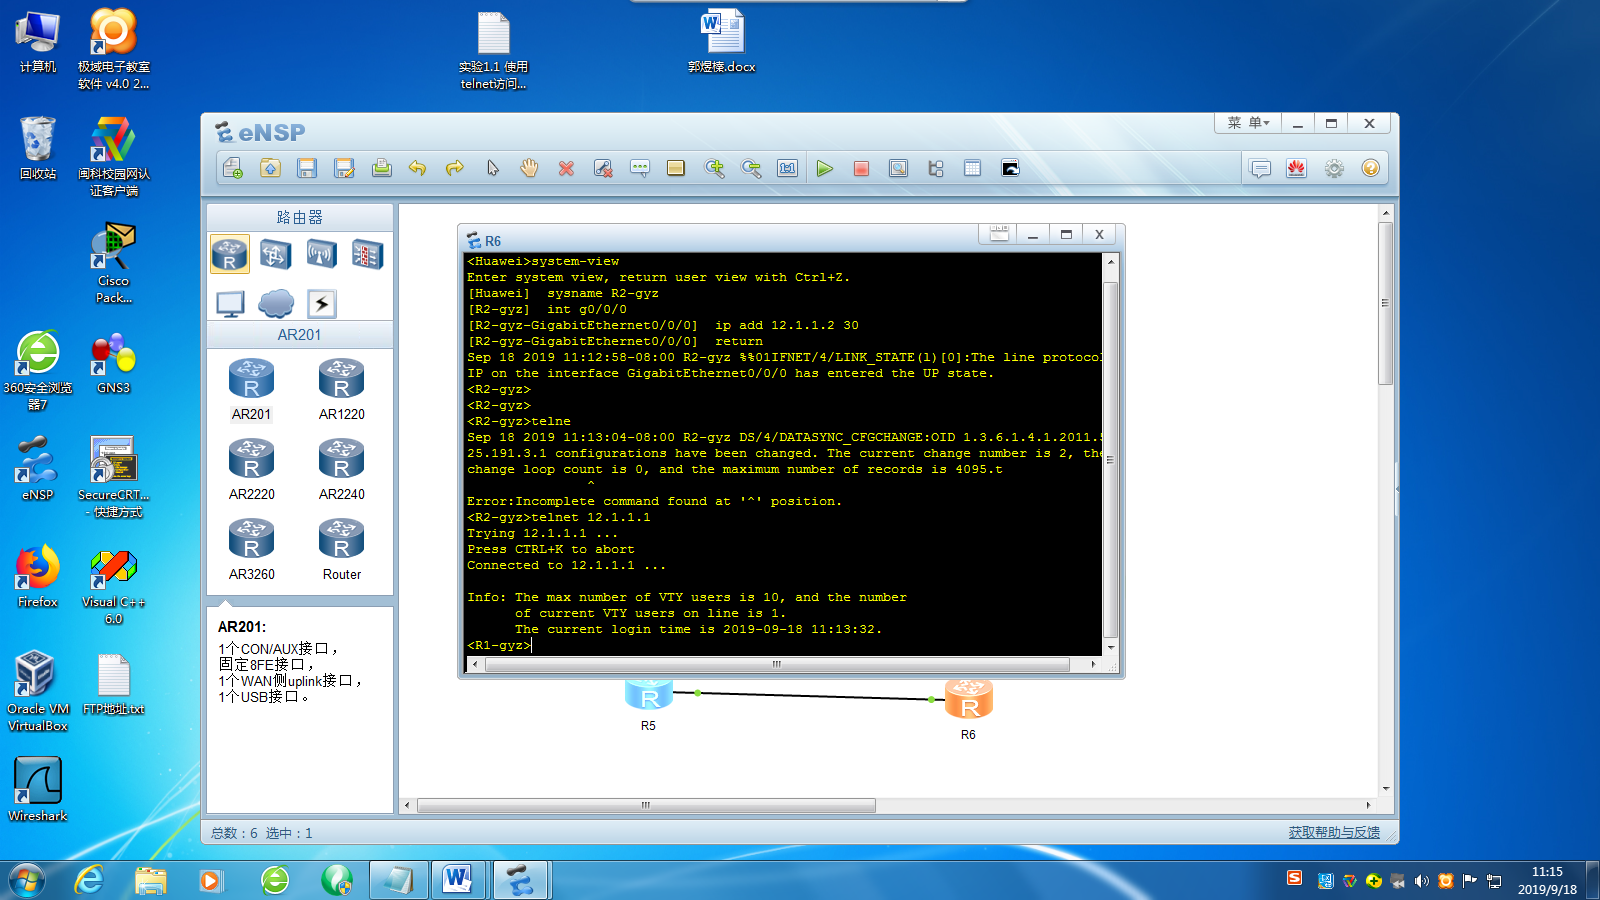 计算机
极域电子教室
软件 v4.0 2...
实验1.1 使用
telnet访问...
郭煜榛.docx
回收站
闽科校园网认
证客户端
Cisco
Pack...
360安全浏览
器7
GNS3
eNSP
SecureCRT...
- 快捷方式
Firefox
Visual C++
6.0
Oracle VM
VirtualBox
FTP地址.txt
Wireshark
eNSP
菜 单
1:1
路由器
AR201
AR201
AR1220
AR2220
AR2240
AR3260
Router
AR201:
1个CON/AUX接口，
固定8FE接口，
1个WAN侧uplink接口，
1个USB接口。
R6
<Huawei>system-view
Enter system view, return user view with Ctrl+Z.
[Huawei]  sysname R2-gyz
[R2-gyz]  int g0/0/0
[R2-gyz-GigabitEthernet0/0/0]  ip add 12.1.1.2 30
[R2-gyz-GigabitEthernet0/0/0]  return
Sep 18 2019 11:12:58-08:00 R2-gyz %%01IFNET/4/LINK_STATE(l)[0]:The line protocol
IP on the interface GigabitEthernet0/0/0 has entered the UP state.
<R2-gyz>
<R2-gyz>
<R2-gyz>telne
Sep 18 2019 11:13:04-08:00 R2-gyz DS/4/DATASYNC_CFGCHANGE:OID 1.3.6.1.4.1.2011.5
25.191.3.1 configurations have been changed. The current change number is 2, the
change loop count is 0, and the maximum number of records is 4095.t
^
Error:Incomplete command found at '^' position.
<R2-gyz>telnet 12.1.1.1
Trying 12.1.1.1 ...
Press CTRL+K to abort
Connected to 12.1.1.1 ...
Info: The max number of VTY users is 10, and the number
of current VTY users on line is 1.
The current login time is 2019-09-18 11:13:32.
<R1-gyz>
R5
R6
总数：6 选中：1
获取帮助与反馈
11:15
2019/9/18